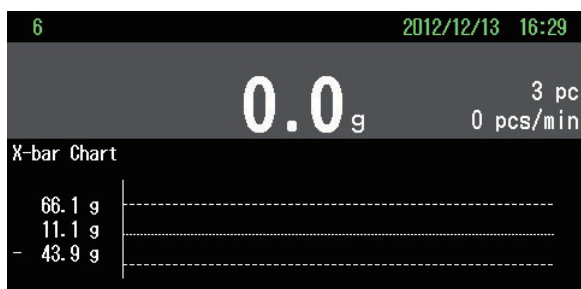 6 2012/12/13 16:29
0.0 g 3 pc
0 pcs/min
X-bar Chart
66.1 g
11.1 g
- 43.9 g